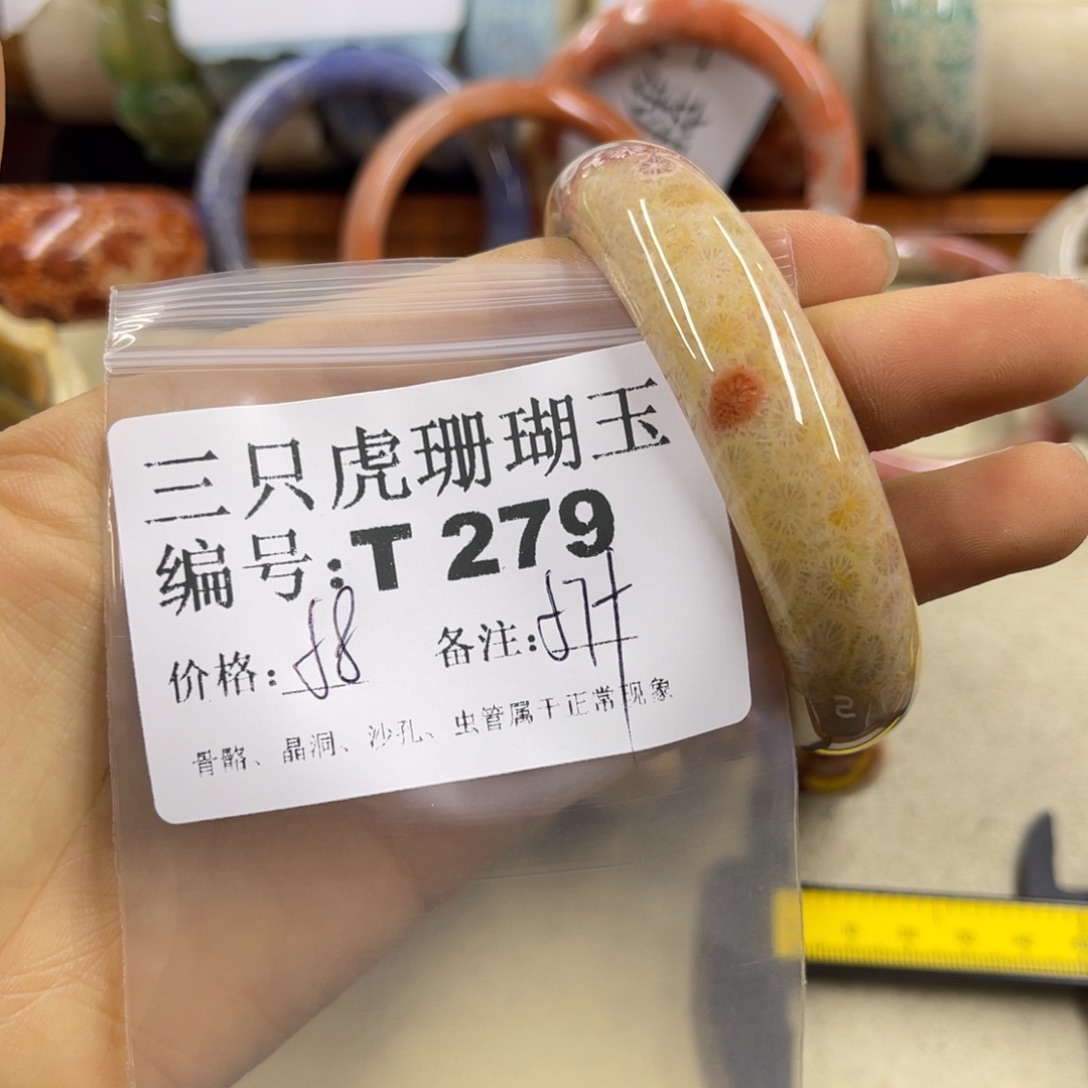 三只虎珊瑚玉
编号:T 279
价格:58
备注:
骨骼、晶洞、沙孔、虫管属于正常现象